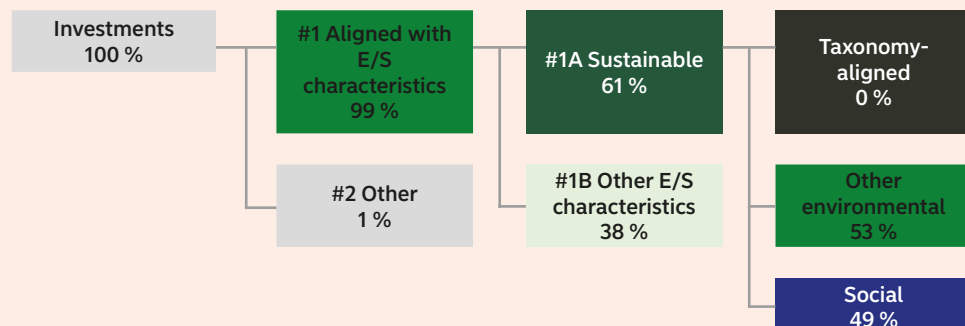 Investments
100 %
#1 Aligned with
E/S
characteristics
99 %
#1A Sustainable
61 %
Taxonomy-
aligned
0 %
#2 Other
1 %
#1B Other E/S
characteristics
38 %
Other
environmental
53 %
Social
49 %